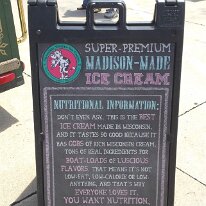 SUPER-PREMIUM
MADISON-MADE
ICE CREAM
NUTRITIONAL INFORMATION:
DON'T EVEN ASK. THIS IS THE BEST
ICE CREAM MADE IN WISCONSIN,
AND IT TASTES SO GOOD BECAUSE IT
HAS GOBS OF RICH WISCONSIN CREAM,
TONS OF REAL INGREDIENTS FOR
BOAT-LOADS OF LUSCIOUS
FLAVORS. THAT MEANS IT'S NOT
LOW-FAT, LOW-CALORIE OR LOW
ANYTHING, AND THAT'S WHY
EVERYONE LOVES IT.
YOU WANT NUTRITION,